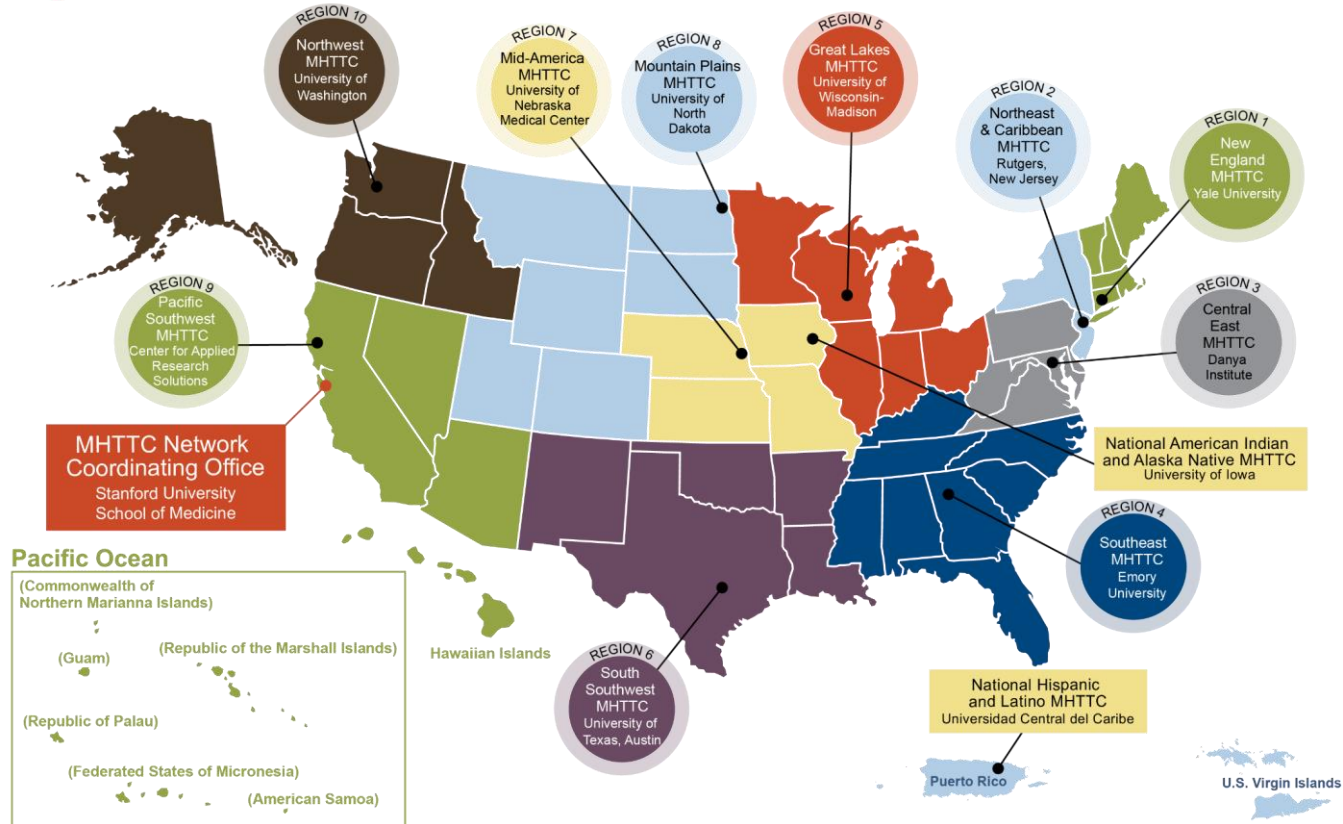 REGION 10
Northwest
MHTTC
University of
Washington
REGION 7
Mid-America
MHTTC
University of
Nebraska
Medical Center
REGION 8
Mountain Plains
MHTTC
University of
North
Dakota
REGION 5
Great Lakes
MHTTC
University of
Wisconsin-
Madison
REGION 2
Northeast
& Caribbean
MHTTC
Rutgers,
New Jersey
REGION 1
New
England
MHTTC
Yale University
REGION 9
Pacific
Southwest
MHTTC
Center for Applied
Research
Solutions
REGION 3
Central
East
MHTTC
Danya
Institute
MHTTC Network
Coordinating Office
Stanford University
School of Medicine
National American Indian
and Alaska Native MHTTC
University of Iowa
REGION 4
Southeast
MHTTC
Emory
University
Pacific Ocean
(Commonwealth of
Northern Marianna Islands)
(Guam)
(Republic of the Marshall Islands)
(Republic of Palau)
(Federated States of Micronesia)
(American Samoa)
Hawaiian Islands
REGION 6
South
Southwest
MHTTC
University of
Texas, Austin
National Hispanic
and Latino MHTTC
Universidad Central del Caribe
Puerto Rico
U.S. Virgin Islands